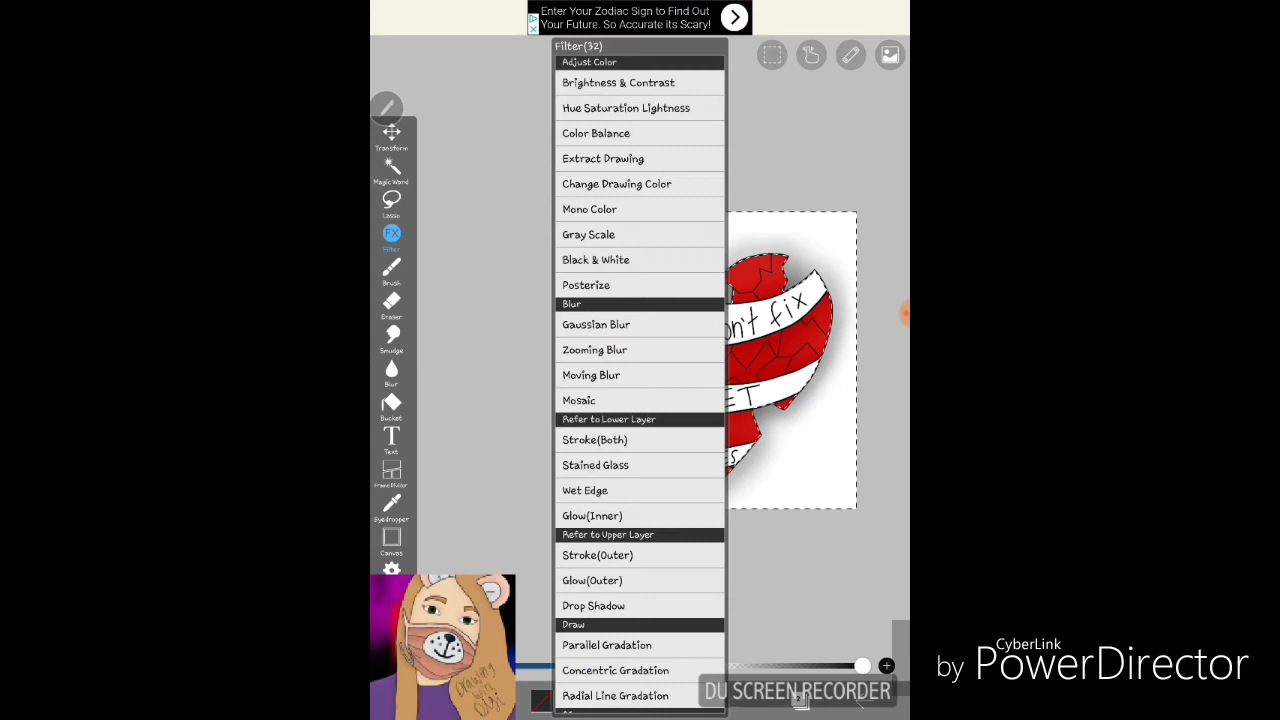 Enter Your Zodiac Sign to Find Out
Your Future. So Accurate its Scary!
Filter(32)
Adjust Color
Brightness & Contrast
Hue Saturation Lightness
Color Balance
Extract Drawing
Change Drawing Color
Mono Color
Gray Scale
Black & White
Posterize
Blur
Gaussian Blur
Zooming Blur
Moving Blur
Mosaic
Refer to Lower Layer
Stroke(Both)
Stained Glass
Wet Edge
Glow(Inner)
Refer to Upper Layer
Stroke(Outer)
Glow(Outer)
Drop Shadow
Draw
Parallel Gradation
Concentric Gradation
Radial Line Gradation
Transform
Magic Wand
Lasso
FX
Filter
Brush
Eraser
Smudge
Blur
Bucket
T
Text
Frame Divider
Eyedropper
Canvas
on't fix
ET
Drawing
with
DU SCREEN RECORDER
by CyberLink
PowerDirector